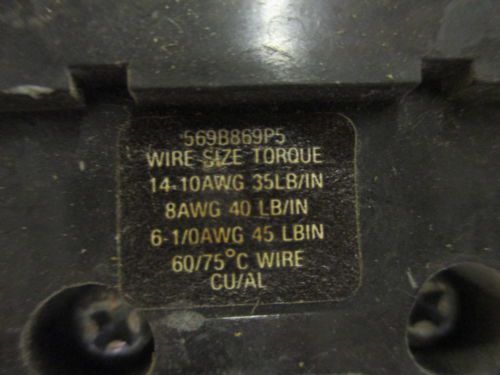 569B869P5
WIRE SIZE TORQUE
14-10AWG 35LB/IN
8AWG 40 LB/IN
6-1/0AWG 45 LBIN
60/75°C WIRE
CU/AL